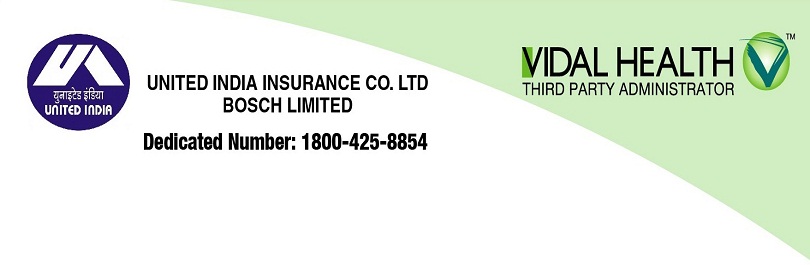 यूनाइटेड इंडिया
UNITED INDIA
UNITED INDIA INSURANCE CO. LTD
BOSCH LIMITED
Dedicated Number: 1800-425-8854
VIDAL HEALTH
THIRD PARTY ADMINISTRATOR
TM